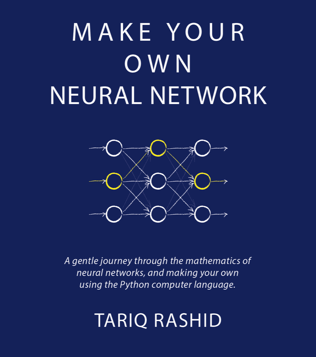 MAKE YOUR
OWN
NEURAL NETWORK
A gentle journey through the mathematics of
neural networks, and making your own
using the Python computer language.
TARIQ RASHID